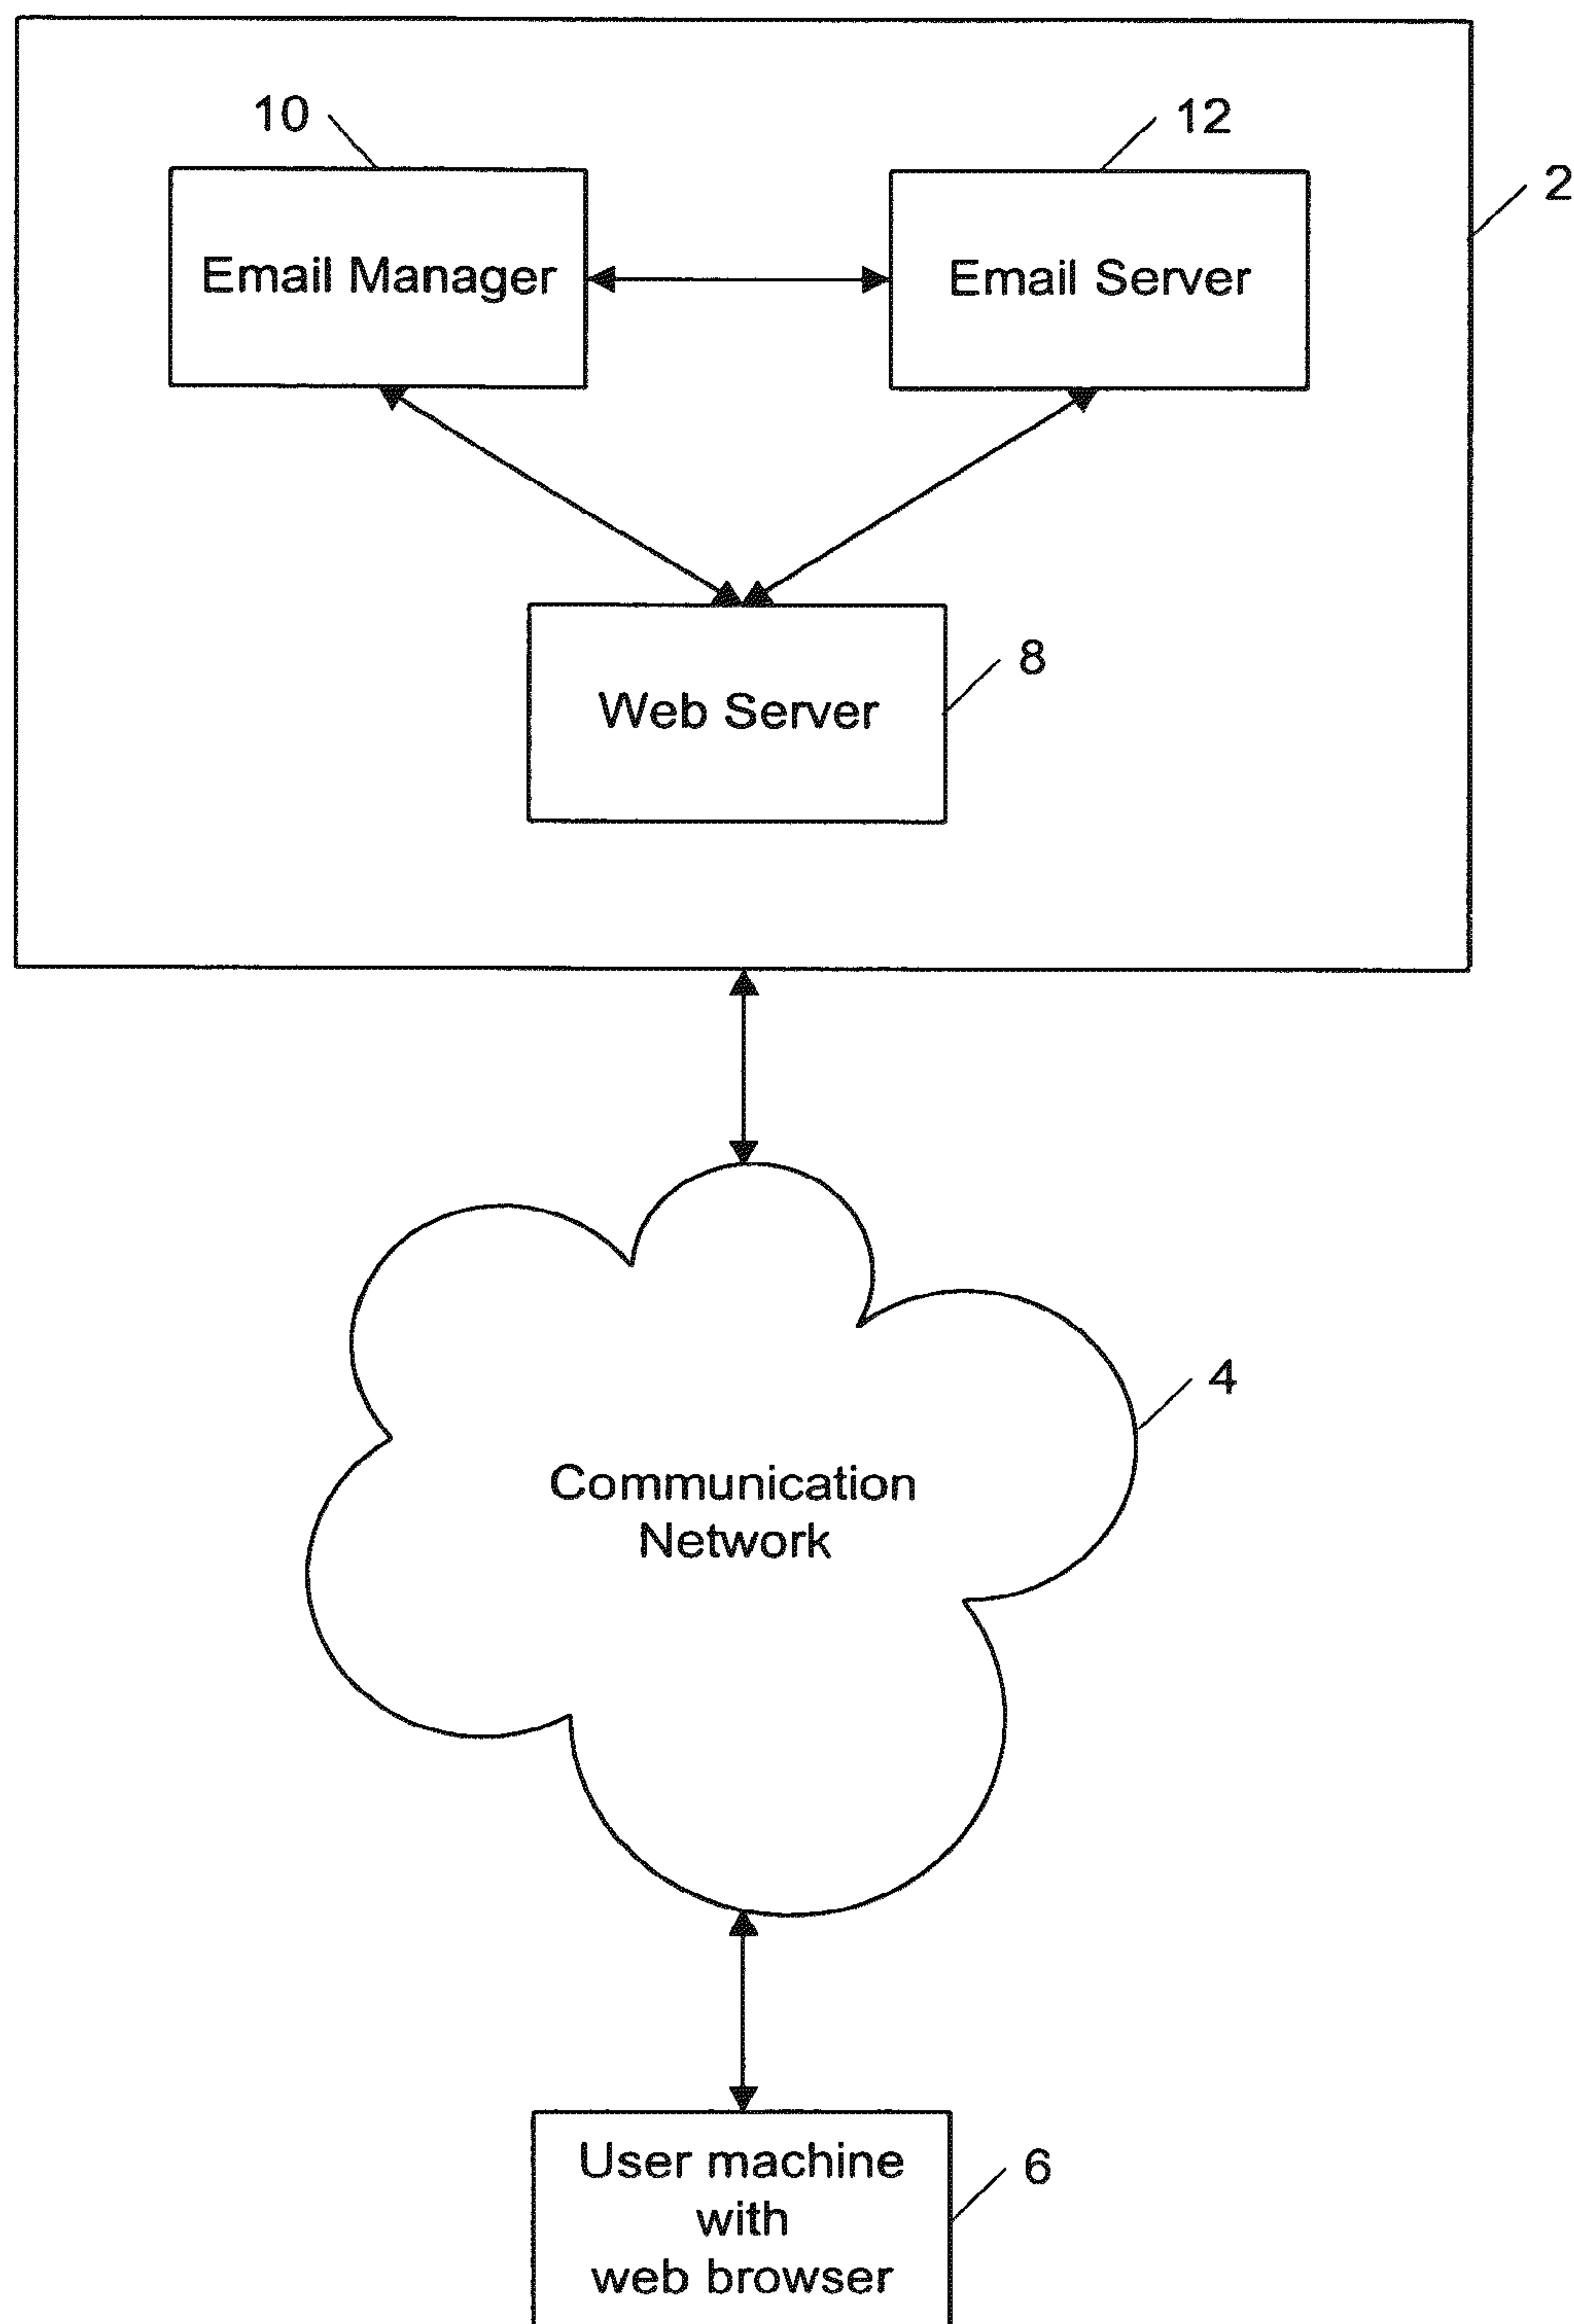 10
12
2
Email Manager
Email Server
8
Web Server
4
Communication
Network
6
User machine
with
web browser